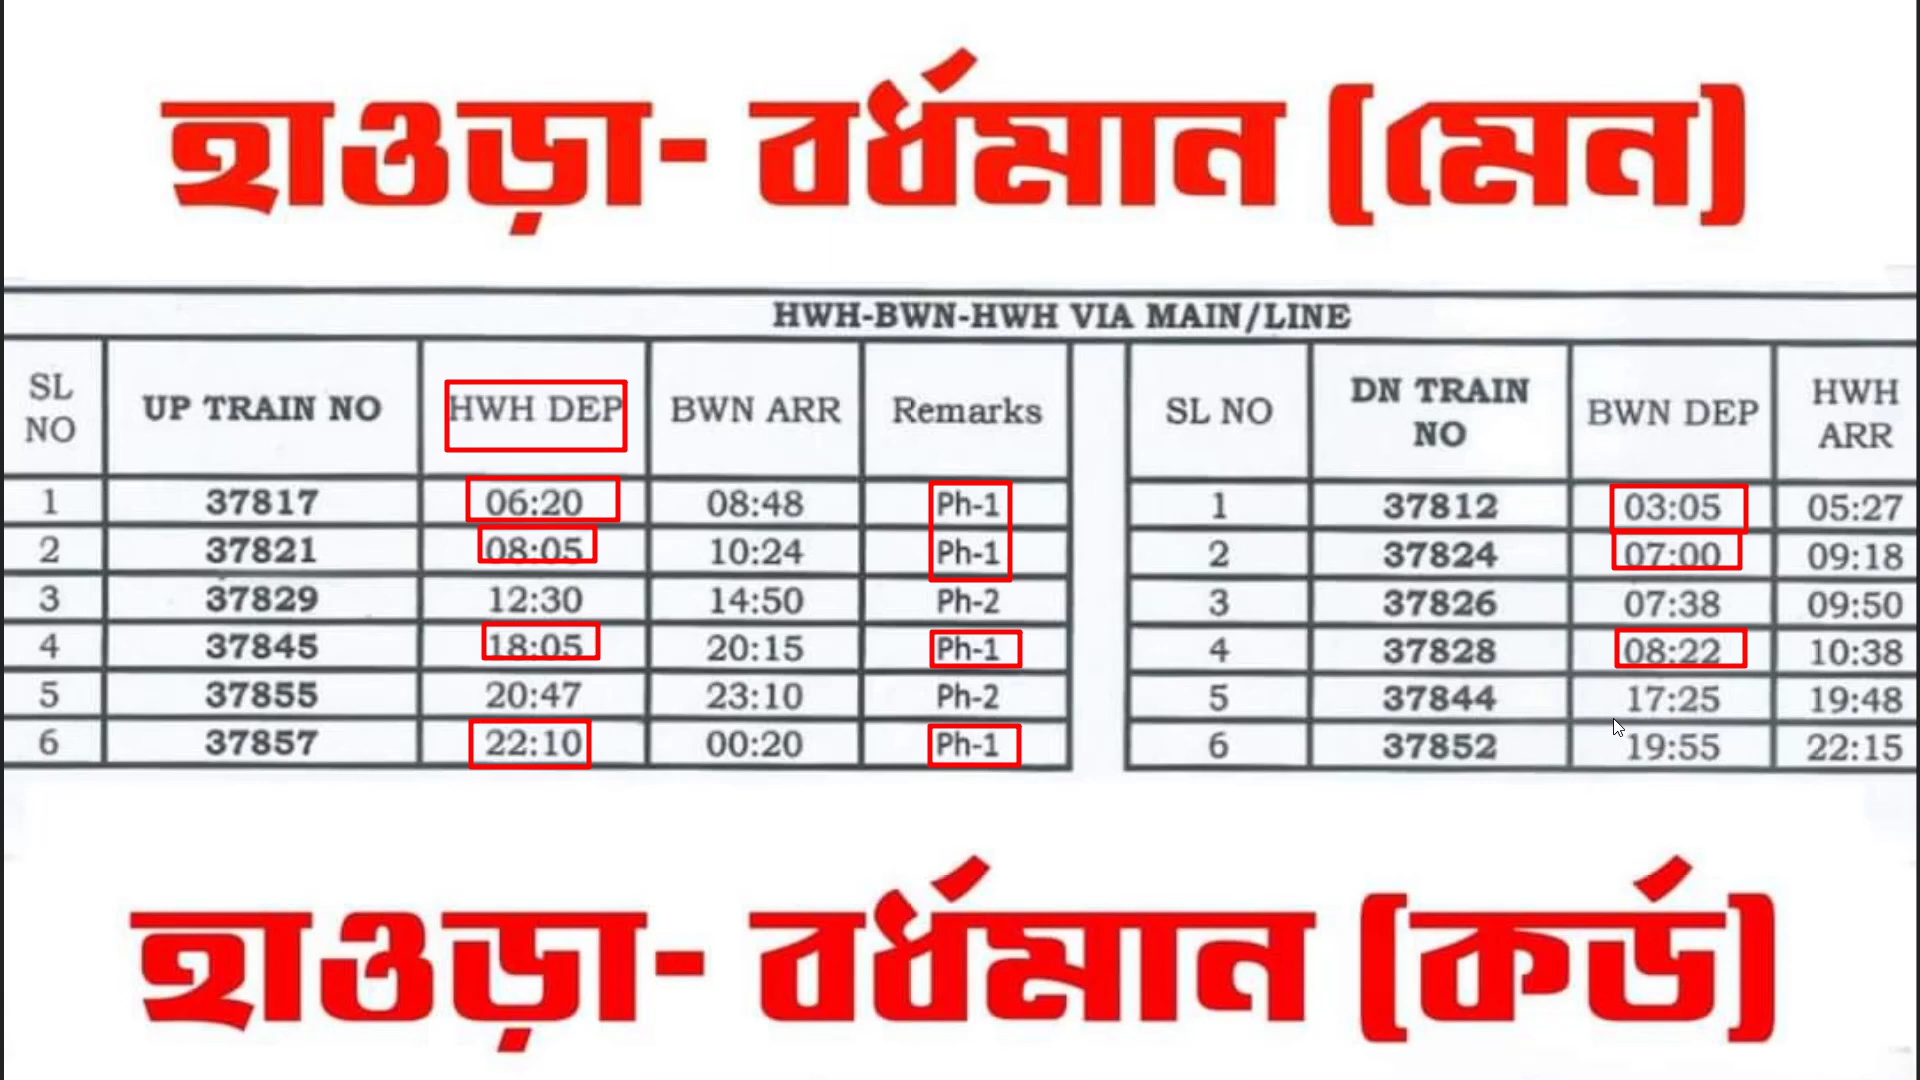 হাওড়া- বর্ধমান (মেন)
HWH-BWN-HWH VIA MAIN/LINE
SL NO UP TRAIN NO HWH DEP BWN ARR Remarks SL NO DN TRAIN NO BWN DEP HWH ARR
1 37817 06:20 08:48 Ph-1 1 37812 03:05 05:27
2 37821 08:05 10:24 Ph-1 2 37824 07:00 09:18
3 37829 12:30 14:50 Ph-2 3 37826 07:38 09:50
4 37845 18:05 20:15 Ph-1 4 37828 08:22 10:38
5 37855 20:47 23:10 Ph-2 5 37844 17:25 19:48
6 37857 22:10 00:20 Ph-1 6 37852 19:55 22:15
হাওড়া- বর্ধমান (কর্ড)